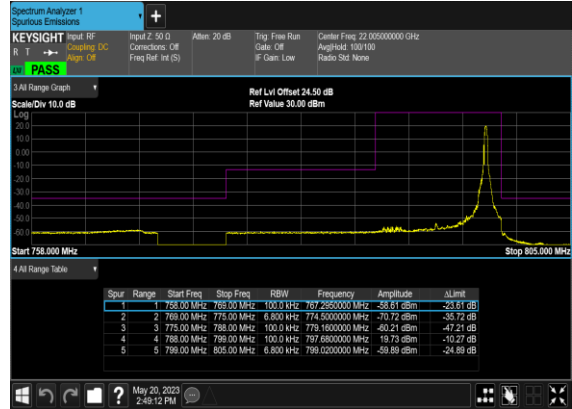 Spectrum Analyzer 1
Spurious Emissions
KEYSIGHT Input: RF Input Z: 50 Ω Atten: 20 dB Trig: Free Run Center Freq: 22.005000000 GHz
R T Coupling: DC Corrections: Off Gate: Off Avg|Hold: 100/100
Align: Off Freq Ref: Int (S) IF Gain: Low Radio Std: None
PASS
3 All Range Graph
Ref Lvl Offset 24.50 dB
Scale/Div 10.0 dB Ref Value 30.00 dBm
Log
20.0
10.0
0.00
-10.0
-20.0
-30.0
-40.0
-50.0
-60.0
Start 758.000 MHz Stop 805.000 MHz
4 All Range Table
Spur Range Start Freq Stop Freq RBW Frequency Amplitude ΔLimit
1 1 758.00 MHz 769.00 MHz 100.0 kHz 767.2950000 MHz -58.61 dBm -23.61 dB
2 2 769.00 MHz 775.00 MHz 6.800 kHz 774.5000000 MHz -70.72 dBm -35.72 dB
3 3 775.00 MHz 788.00 MHz 100.0 kHz 779.1600000 MHz -60.21 dBm -47.21 dB
4 4 788.00 MHz 799.00 MHz 100.0 kHz 797.6800000 MHz 19.73 dBm -10.27 dB
5 5 799.00 MHz 805.00 MHz 6.800 kHz 799.0200000 MHz -59.89 dBm -24.89 dB
May 20, 2023
2:49:12 PM